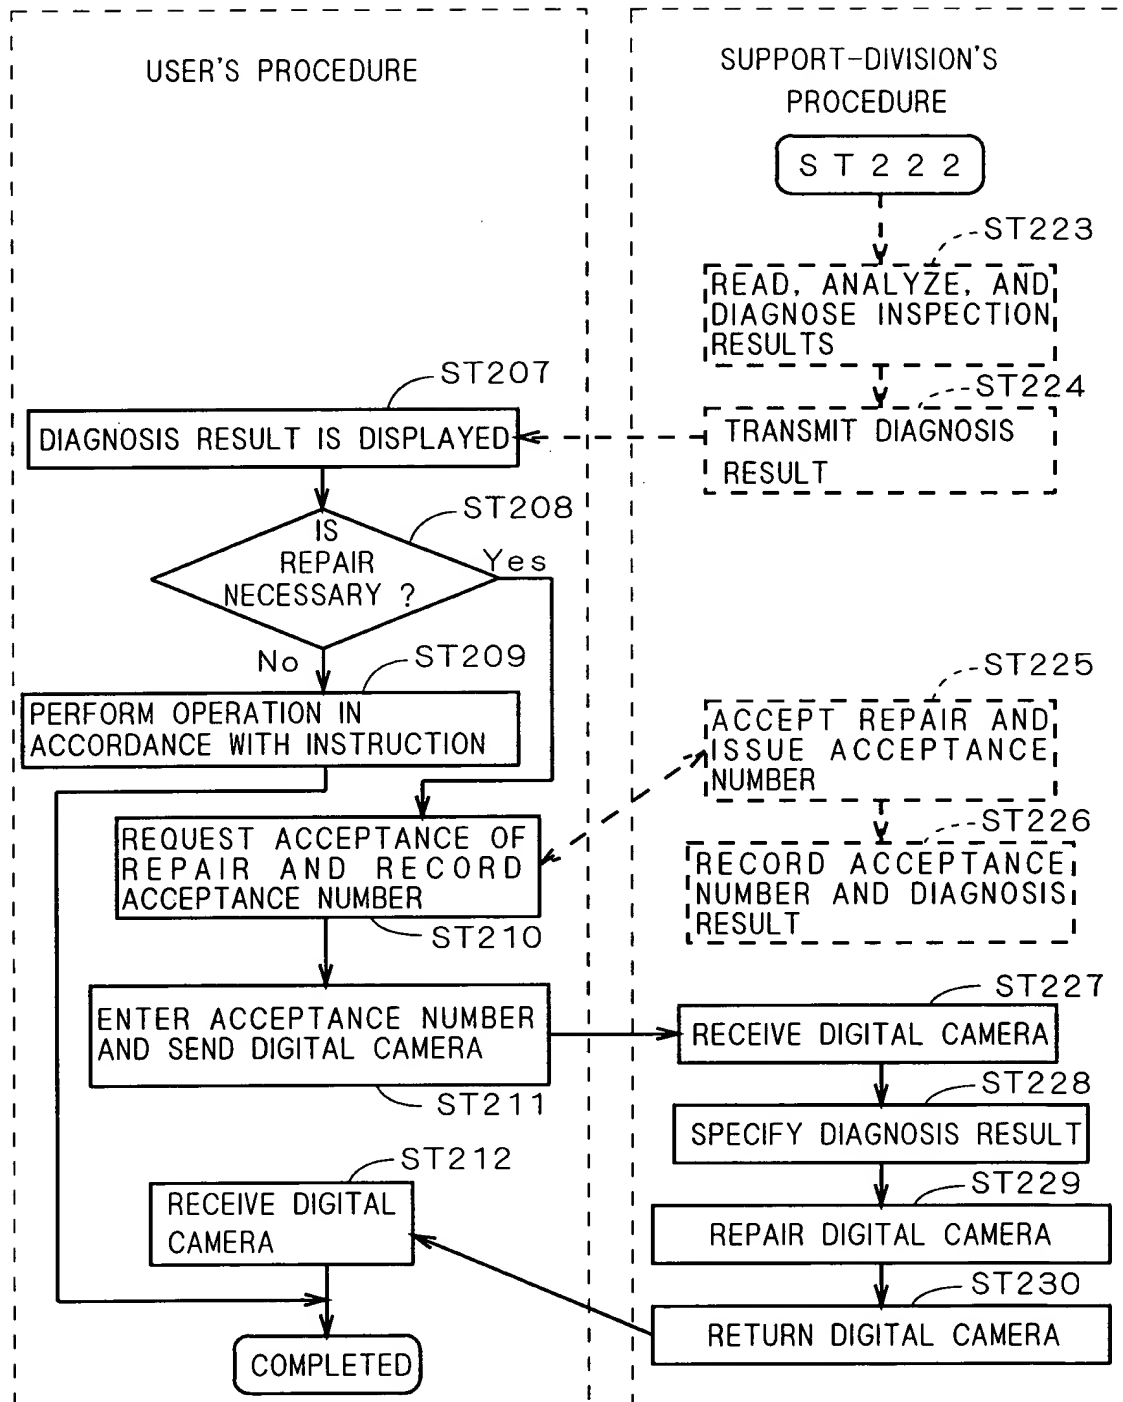 USER'S PROCEDURE
SUPPORT-DIVISION'S
PROCEDURE
ST222
ST223
READ, ANALYZE, AND
DIAGNOSE INSPECTION
RESULTS
ST224
TRANSMIT DIAGNOSIS
RESULT
ST207
DIAGNOSIS RESULT IS DISPLAYED
ST208
IS
REPAIR
NECESSARY ?
Yes
No
ST209
PERFORM OPERATION IN
ACCORDANCE WITH INSTRUCTION
ST225
ACCEPT REPAIR AND
ISSUE ACCEPTANCE
NUMBER
ST226
RECORD ACCEPTANCE
NUMBER AND DIAGNOSIS
RESULT
REQUEST ACCEPTANCE OF
REPAIR AND RECORD
ACCEPTANCE NUMBER
ST210
ENTER ACCEPTANCE NUMBER
AND SEND DIGITAL CAMERA
ST211
ST227
RECEIVE DIGITAL CAMERA
ST228
SPECIFY DIAGNOSIS RESULT
ST229
REPAIR DIGITAL CAMERA
ST230
RETURN DIGITAL CAMERA
ST212
RECEIVE DIGITAL
CAMERA
COMPLETED